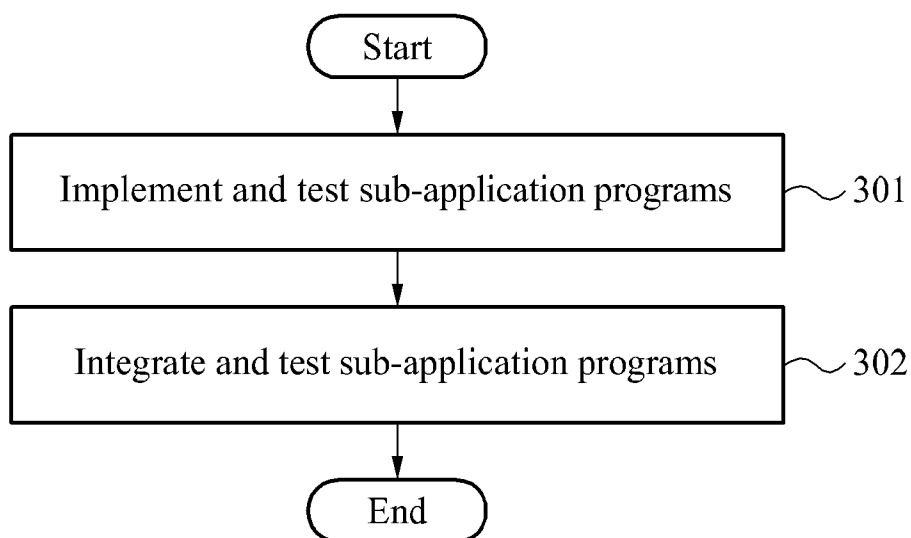 Start
Implement and test sub-application programs
301
Integrate and test sub-application programs
302
End